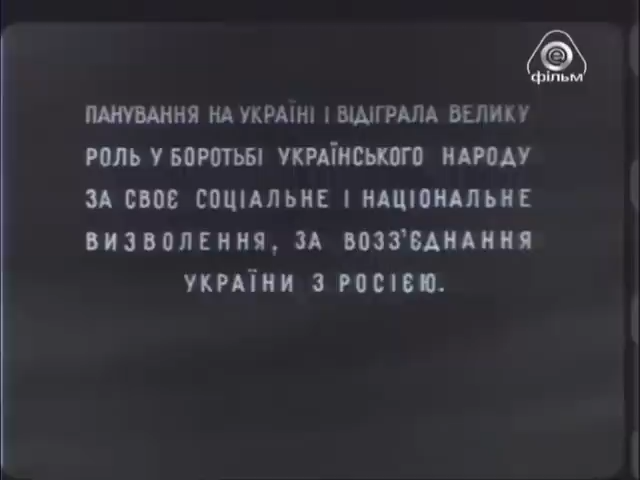 фільм
ПАНУВАННЯ НА УКРАЇНІ І ВІДІГРАЛА ВЕЛИКУ
РОЛЬ У БОРОТЬБІ УКРАЇНСЬКОГО НАРОДУ
ЗА СВОЄ СОЦІАЛЬНЕ І НАЦІОНАЛЬНЕ
ВИЗВОЛЕННЯ, ЗА ВОЗЗ'ЄДНАННЯ
УКРАЇНИ З РОСІЄЮ.